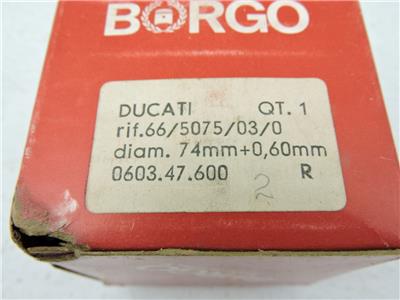 BORGO
DUCATI QT. 1
rif.66/5075/03/0
diam. 74mm+0,60mm
0603.47.600 R
2